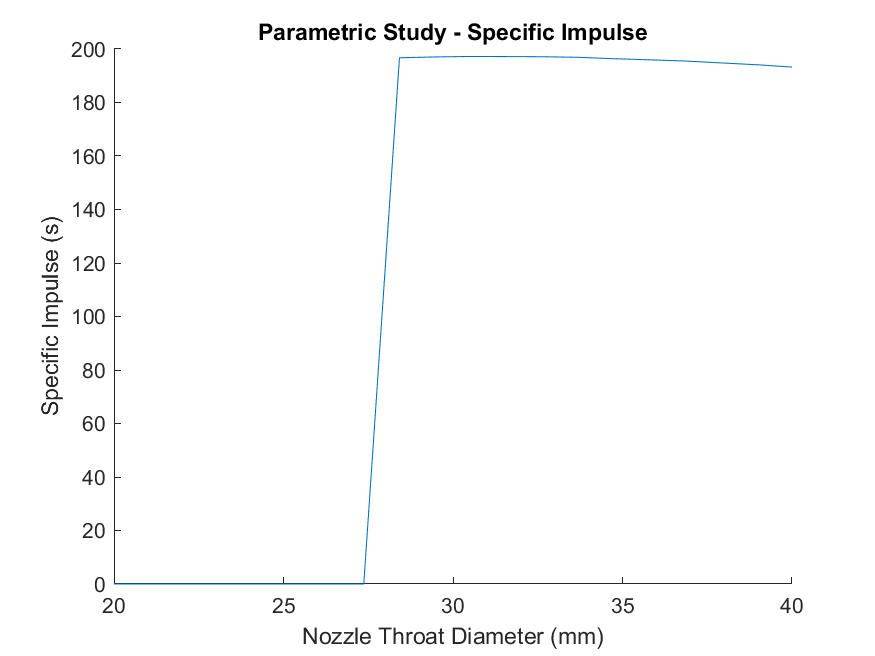 Parametric Study - Specific Impulse
200
180
160
140
120
100
80
60
40
20
0
Specific Impulse (s)
20 25 30 35 40
Nozzle Throat Diameter (mm)